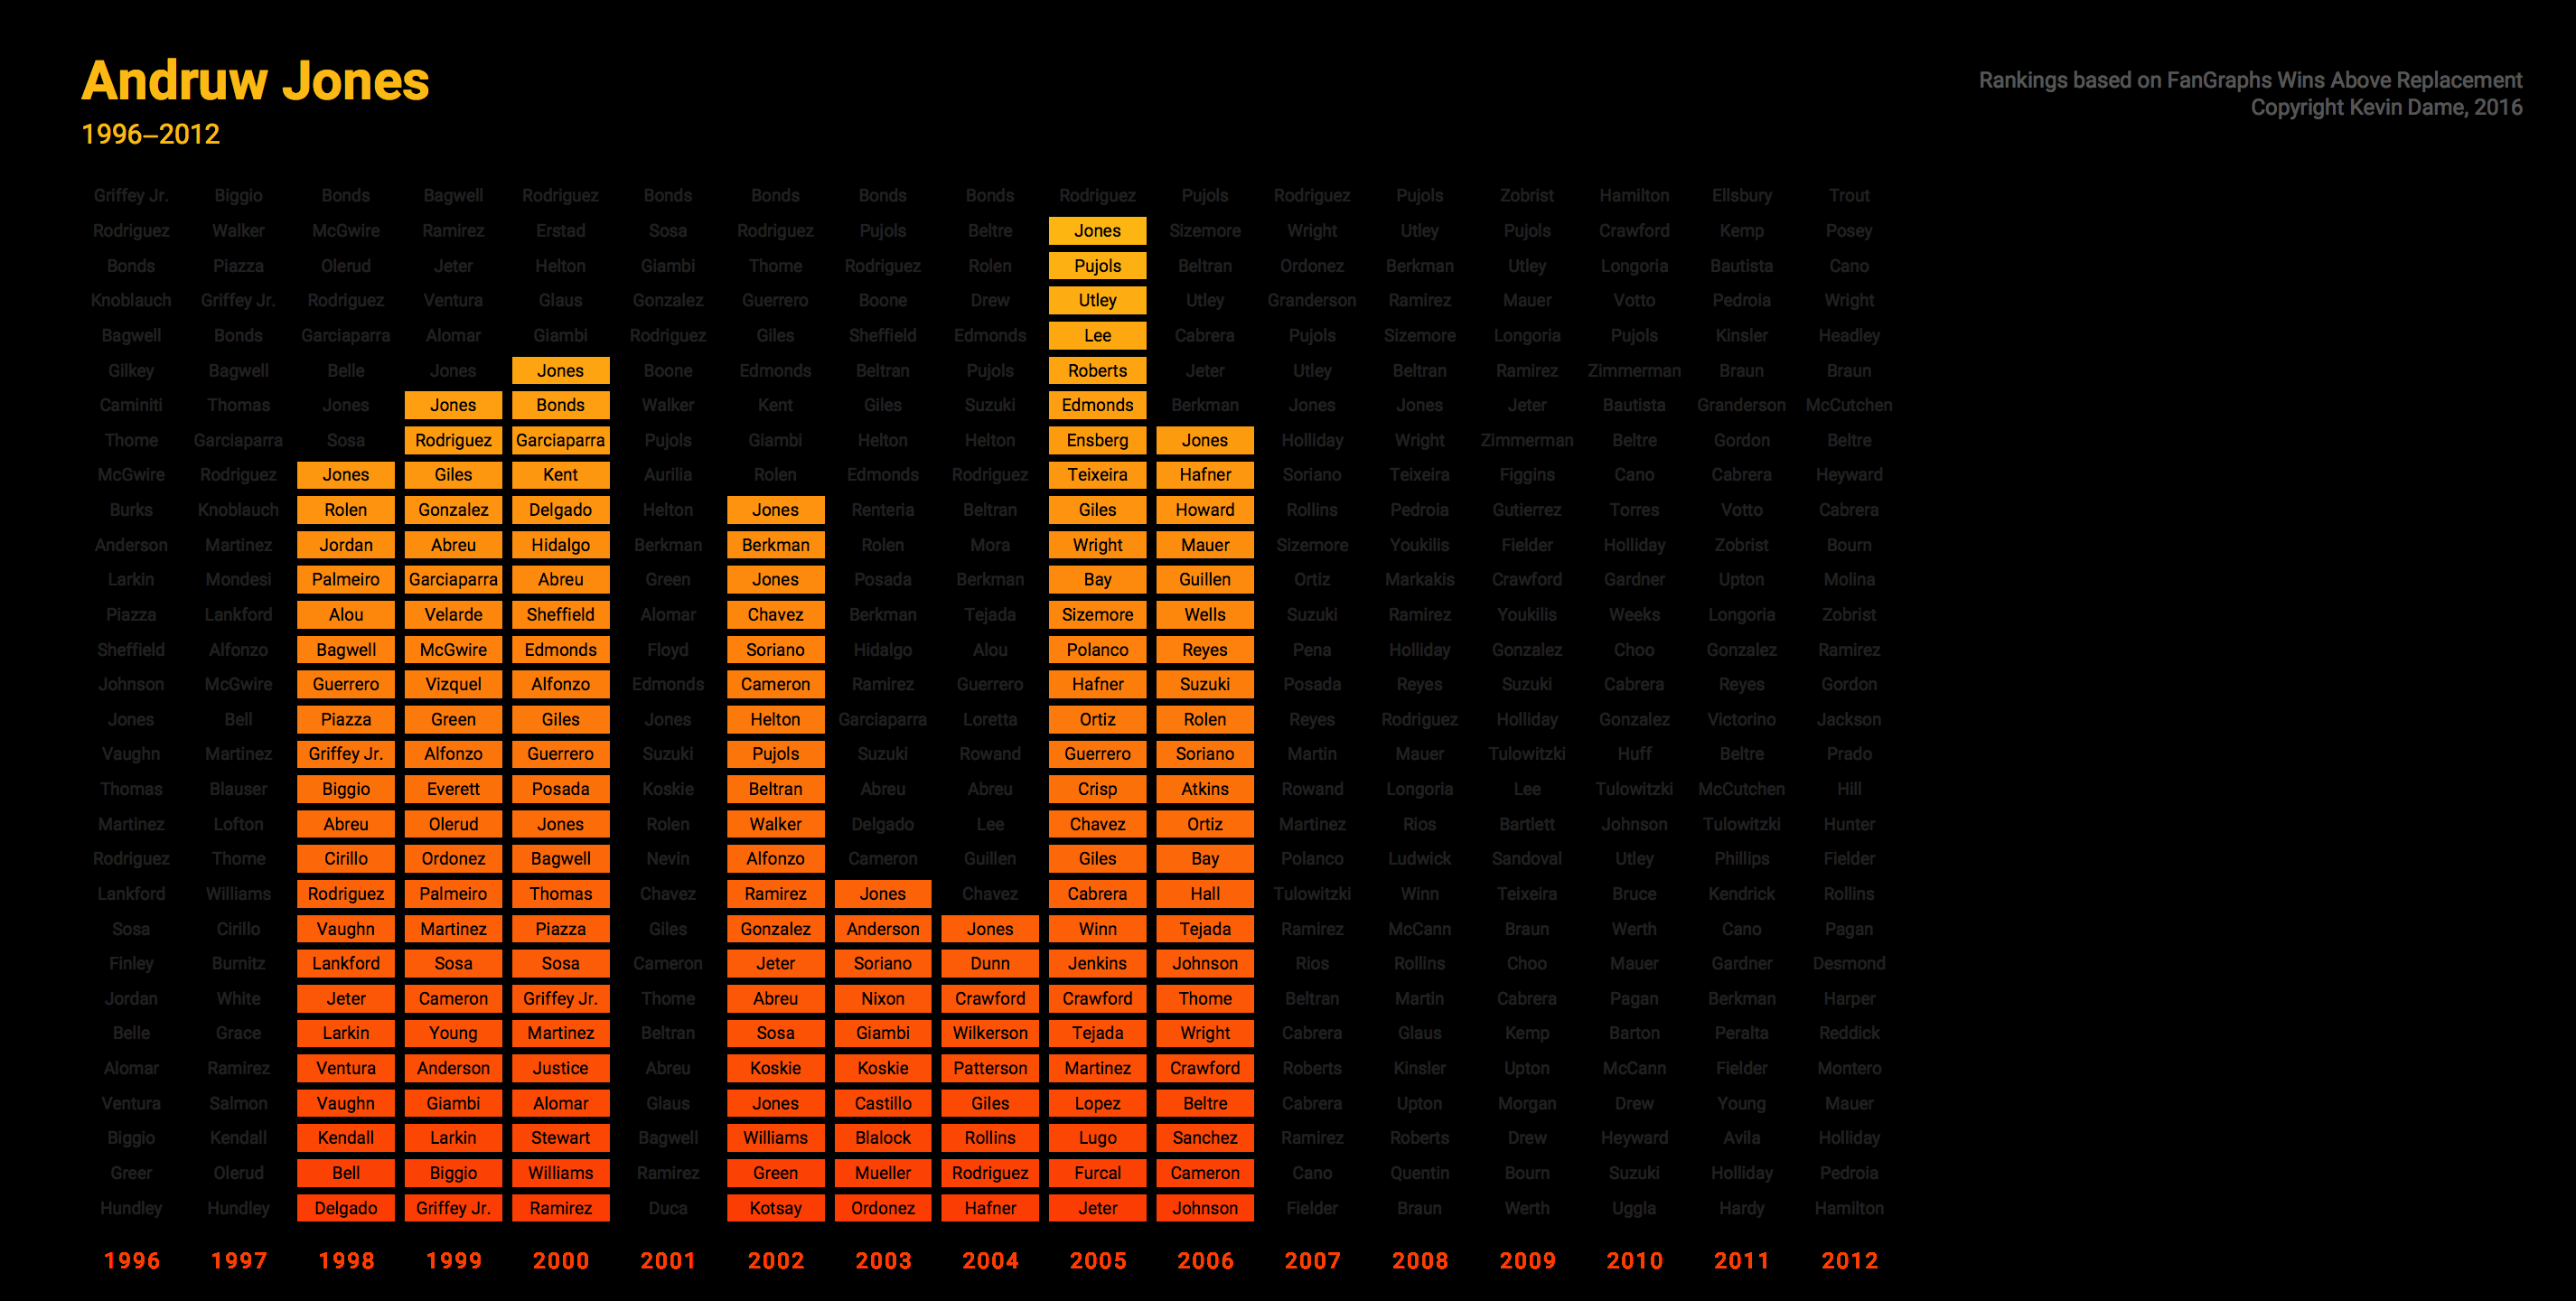 Andruw Jones
1996–2012
Rankings based on FanGraphs Wins Above Replacement
Copyright Kevin Dame, 2016
Griffey Jr. Biggio Bonds Bagwell Rodriguez Bonds Bonds Bonds Bonds Rodriguez Pujols Rodriguez Pujols Zobrist Hamilton Ellsbury Trout
Rodriguez Walker McGwire Ramirez Erstad Sosa Rodriguez Pujols Beltre Jones Sizemore Wright Utley Pujols Crawford Kemp Posey
Bonds Piazza Olerud Jeter Helton Giambi Thome Rodriguez Rolen Pujols Beltran Ordonez Berkman Utley Longoria Bautista Cano
Knoblauch Griffey Jr. Rodriguez Ventura Glaus Gonzalez Guerrero Boone Drew Utley Utley Granderson Ramirez Mauer Votto Pedroia Wright
Bagwell Bonds Garciaparra Alomar Giambi Rodriguez Giles Sheffield Edmonds Lee Cabrera Pujols Sizemore Longoria Pujols Kinsler Headley
Gilkey Bagwell Belle Jones Jones Boone Edmonds Beltran Pujols Roberts Jeter Utley Beltran Ramirez Zimmerman Braun Braun
Caminiti Thomas Jones Jones Bonds Walker Kent Giles Suzuki Edmonds Berkman Jones Jones Jeter Bautista Granderson McCutchen
Thome Garciaparra Sosa Rodriguez Garciaparra Pujols Giambi Helton Helton Ensberg Jones Holliday Wright Zimmerman Beltre Gordon Beltre
McGwire Rodriguez Jones Giles Kent Aurilia Rolen Edmonds Rodriguez Teixeira Hafner Soriano Teixeira Figgins Cano Cabrera Heyward
Burks Knoblauch Rolen Gonzalez Delgado Helton Jones Renteria Beltran Giles Howard Rollins Pedroia Gutierrez Torres Votto Cabrera
Anderson Martinez Jordan Abreu Hidalgo Berkman Berkman Rolen Mora Wright Mauer Sizemore Youkilis Fielder Holliday Zobrist Bourn
Larkin Mondesi Palmeiro Garciaparra Abreu Green Jones Posada Berkman Bay Guillen Ortiz Markakis Crawford Gardner Upton Molina
Piazza Lankford Alou Velarde Sheffield Alomar Chavez Berkman Tejada Sizemore Wells Suzuki Ramirez Youkilis Weeks Longoria Zobrist
Sheffield Alfonzo Bagwell McGwire Edmonds Floyd Soriano Hidalgo Alou Polanco Reyes Pena Holliday Gonzalez Choo Gonzalez Ramirez
Johnson McGwire Guerrero Vizquel Alfonzo Edmonds Cameron Ramirez Guerrero Hafner Suzuki Posada Reyes Suzuki Cabrera Reyes Gordon
Jones Bell Piazza Green Giles Jones Helton Garciaparra Loretta Ortiz Rolen Reyes Rodriguez Holliday Gonzalez Victorino Jackson
Vaughn Martinez Griffey Jr. Alfonzo Guerrero Suzuki Pujols Suzuki Rowand Guerrero Soriano Martin Mauer Tulowitzki Huff Beltre Prado
Thomas Blauser Biggio Everett Posada Koskie Beltran Abreu Abreu Crisp Atkins Rowand Longoria Lee Tulowitzki McCutchen Hill
Martinez Lofton Abreu Olerud Jones Rolen Walker Delgado Lee Chavez Ortiz Martinez Rios Bartlett Johnson Tulowitzki Hunter
Rodriguez Thome Cirillo Ordonez Bagwell Nevin Alfonzo Cameron Guillen Giles Bay Polanco Ludwick Sandoval Utley Phillips Fielder
Lankford Williams Rodriguez Palmeiro Thomas Chavez Ramirez Jones Chavez Cabrera Hall Tulowitzki Winn Teixeira Bruce Kendrick Rollins
Sosa Cirillo Vaughn Martinez Piazza Giles Gonzalez Anderson Jones Winn Tejada Ramirez McCann Braun Werth Cano Pagan
Finley Burnitz Lankford Sosa Sosa Cameron Jeter Soriano Dunn Jenkins Johnson Rios Rollins Choo Mauer Gardner Desmond
Jordan White Jeter Cameron Griffey Jr. Thome Abreu Nixon Crawford Crawford Thome Beltran Martin Cabrera Pagan Berkman Harper
Belle Grace Larkin Young Martinez Beltran Sosa Giambi Wilkerson Tejada Wright Cabrera Glaus Kemp Barton Peralta Reddick
Alomar Ramirez Ventura Anderson Justice Abreu Koskie Koskie Patterson Martinez Crawford Roberts Kinsler Upton McCann Fielder Montero
Ventura Salmon Vaughn Giambi Alomar Glaus Jones Castillo Giles Lopez Beltre Cabrera Upton Morgan Drew Young Mauer
Biggio Kendall Kendall Larkin Stewart Bagwell Williams Blalock Rollins Lugo Sanchez Ramirez Roberts Drew Heyward Avila Holliday
Greer Olerud Bell Biggio Williams Ramirez Green Mueller Rodriguez Furcal Cameron Cano Quentin Bourn Suzuki Holliday Pedroia
Hundley Hundley Delgado Griffey Jr. Ramirez Duca Kotsay Ordonez Hafner Jeter Johnson Fielder Braun Werth Uggla Hardy Hamilton
1996 1997 1998 1999 2000 2001 2002 2003 2004 2005 2006 2007 2008 2009 2010 2011 2012